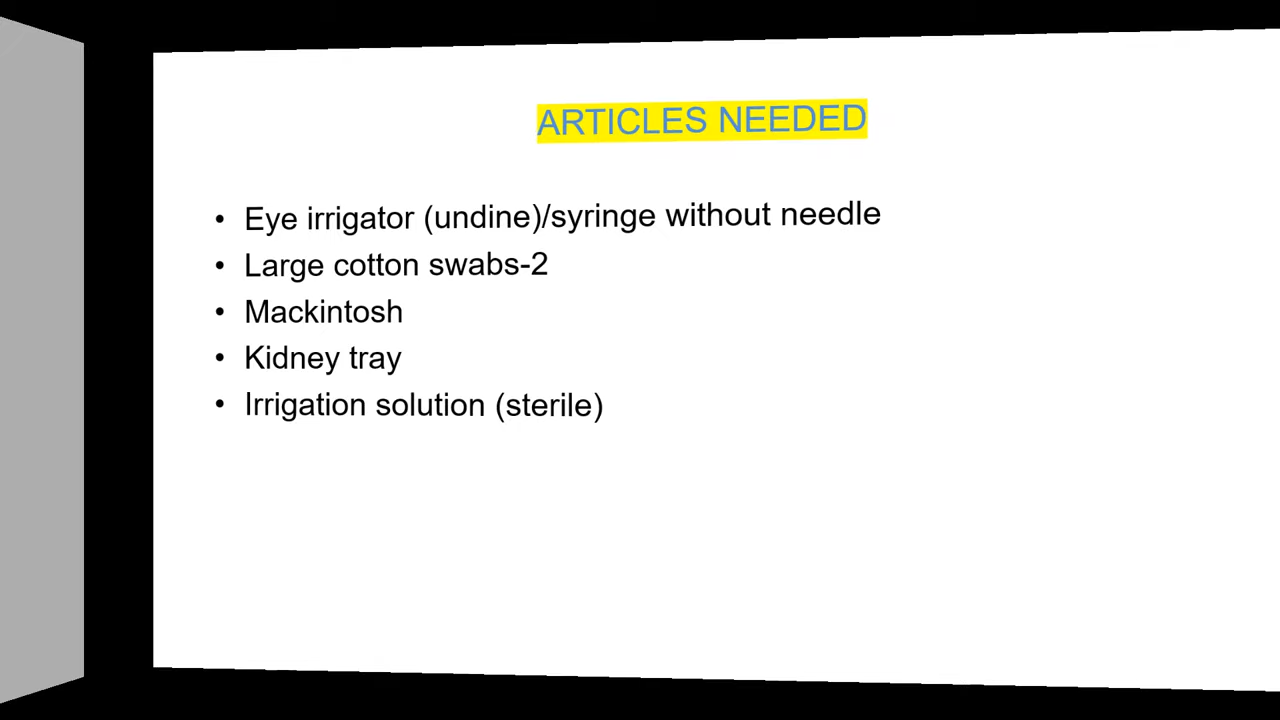 ARTICLES NEEDED
• Eye irrigator (undine)/syringe without needle
• Large cotton swabs-2
• Mackintosh
• Kidney tray
• Irrigation solution (sterile)